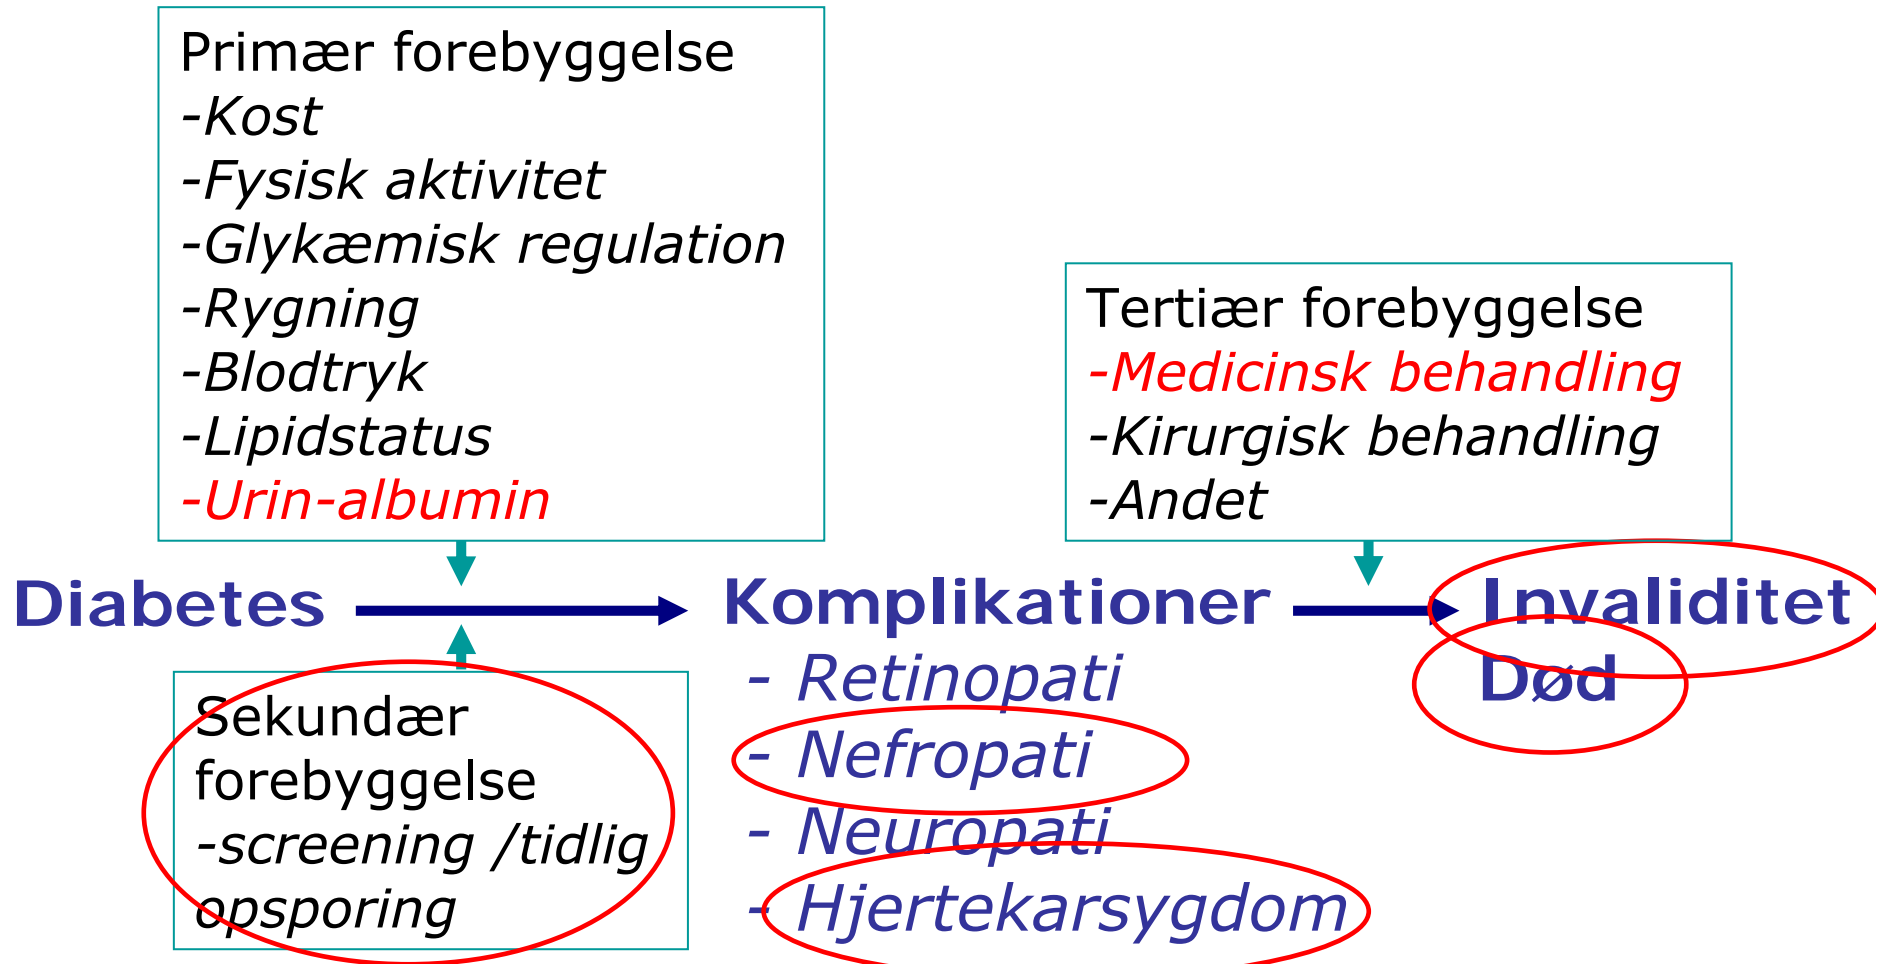 Primær forebyggelse
-Kost
-Fysisk aktivitet
-Glykæmisk regulation
-Rygning
-Blodtryk
-Lipidstatus
-Urin-albumin
Tertiær forebyggelse
-Medicinsk behandling
-Kirurgisk behandling
-Andet
Diabetes
Komplikationer
- Retinopati
- Nefropati
- Neuropati
- Hjertekarsygdom
Invaliditet
Død
Sekundær
forebyggelse
-screening /tidlig
opsporing